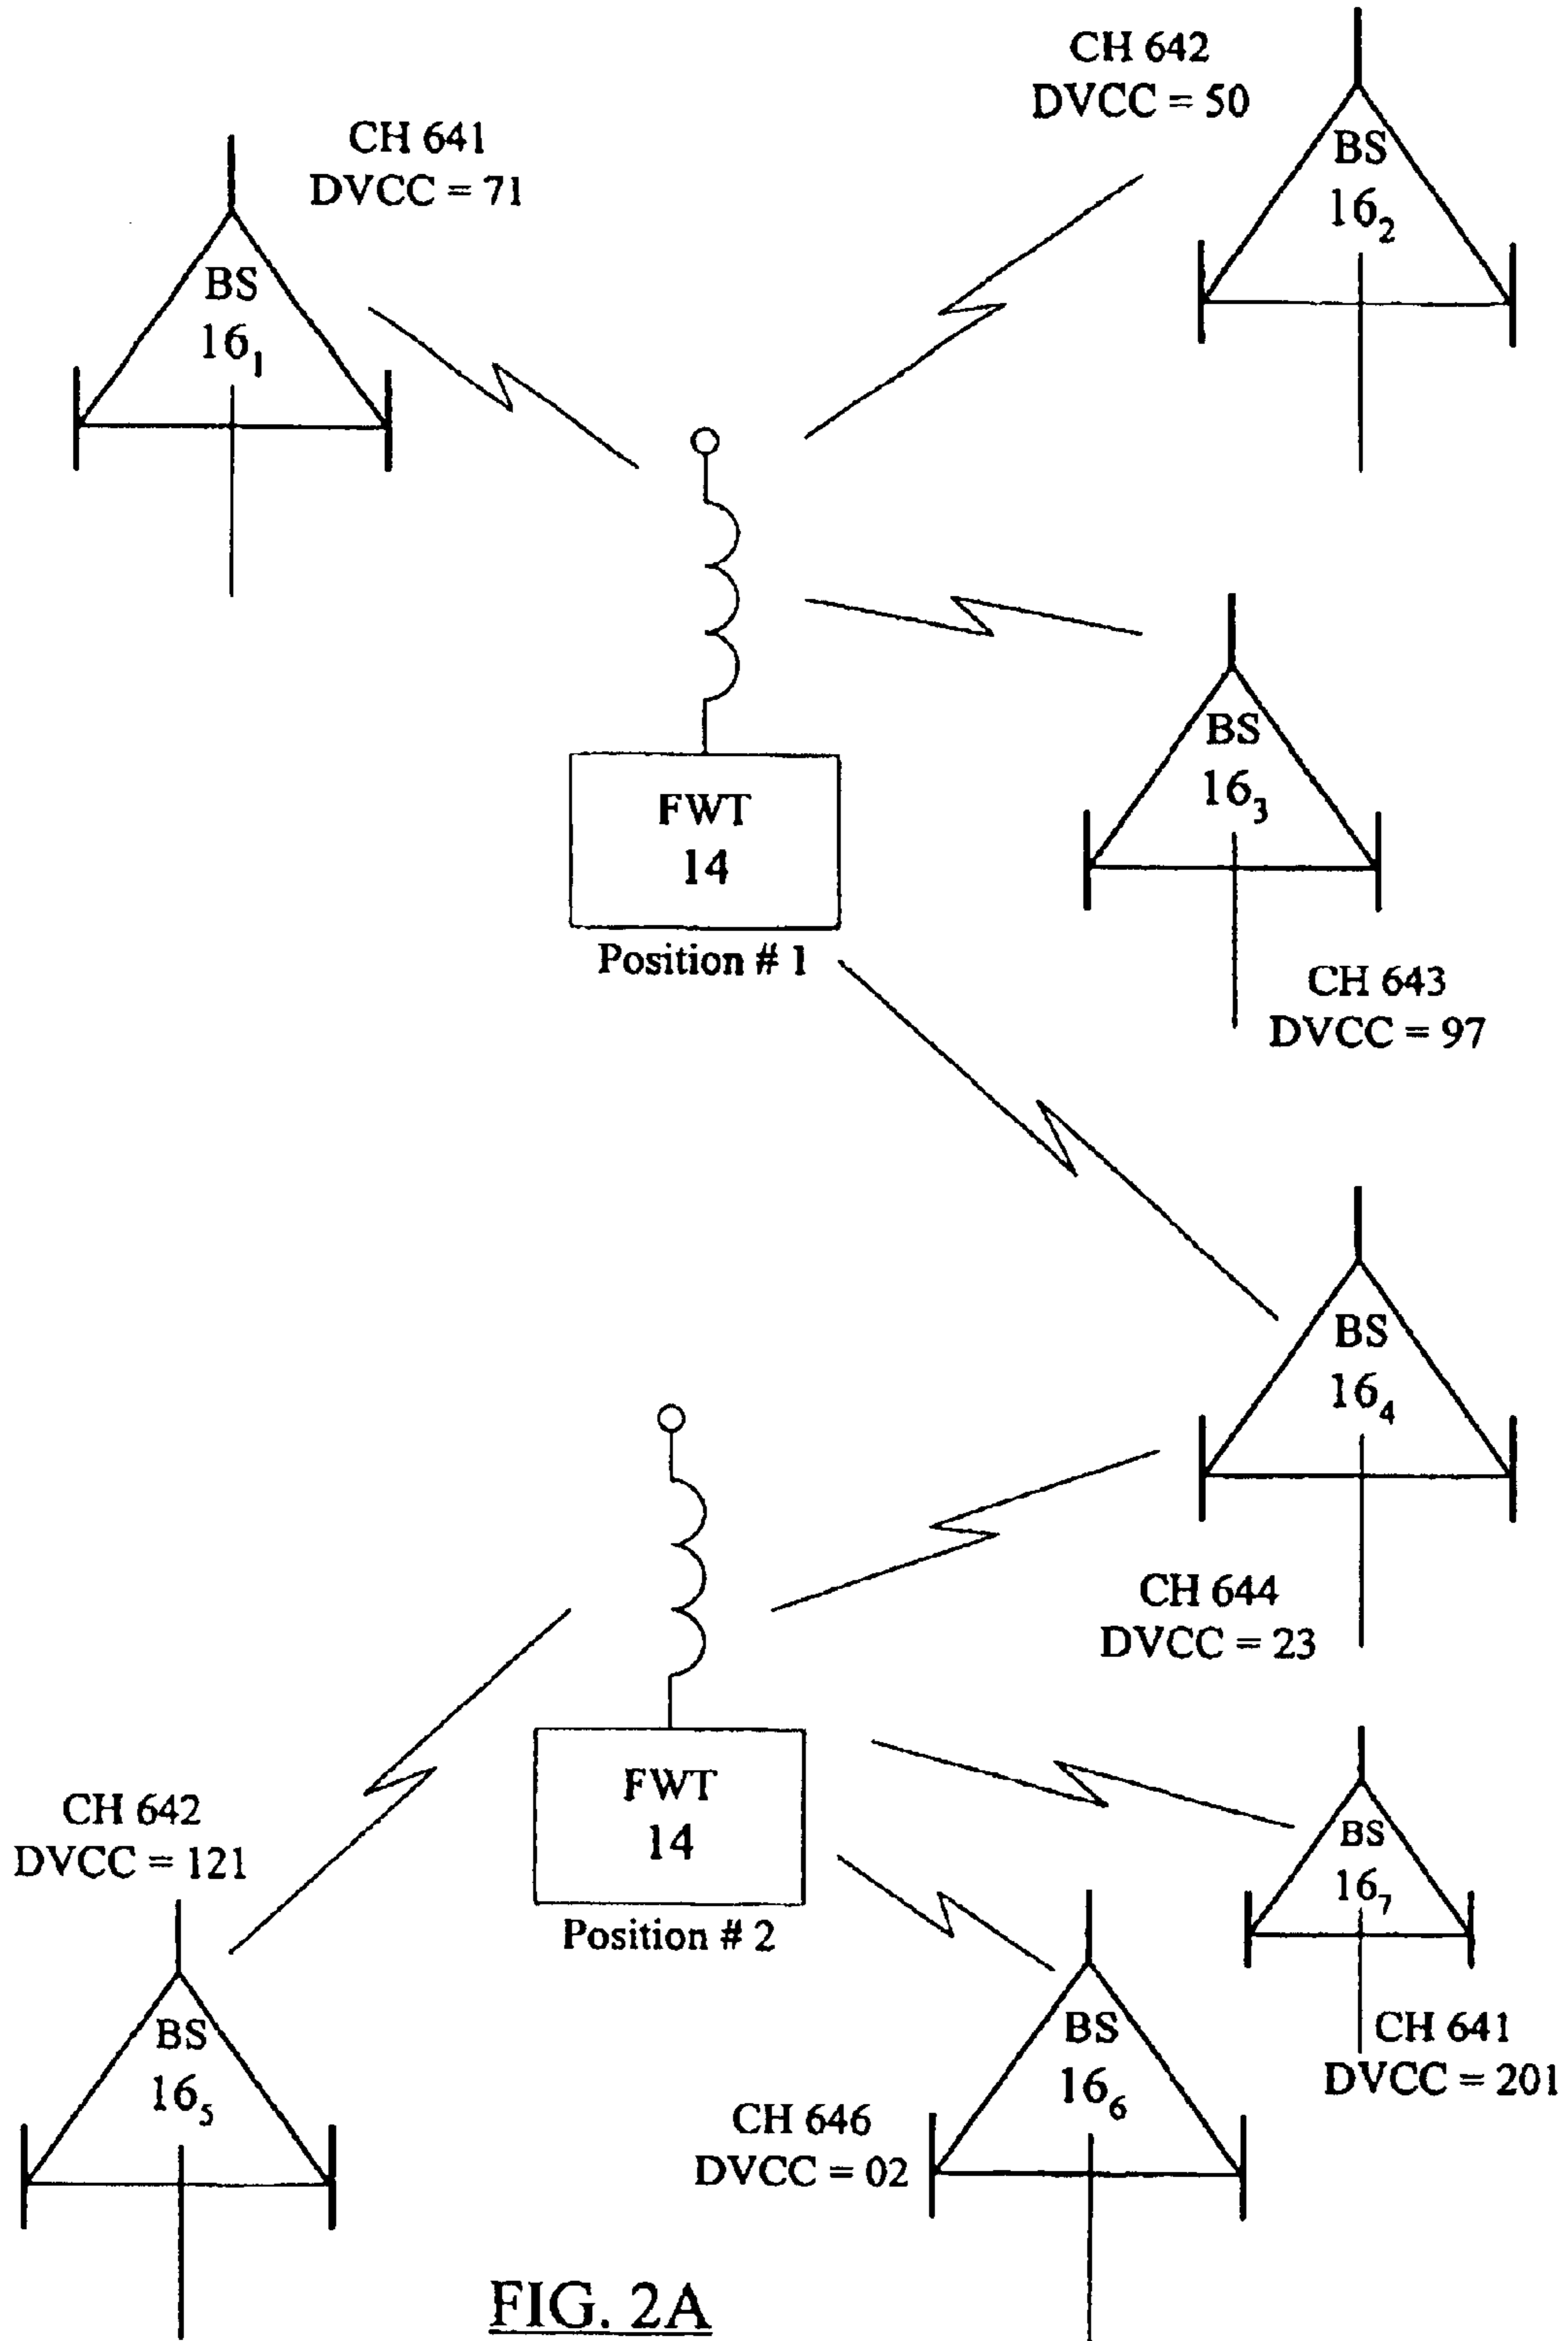 CH 642
DVCC = 50
BS
16₂
CH 641
DVCC = 71
BS
16₁
BS
16₃
FWT
14
Position # 1
CH 643
DVCC = 97
BS
16₄
CH 644
DVCC = 23
FWT
14
Position # 2
CH 642
DVCC = 121
BS
16₇
CH 641
DVCC = 201
BS
16₅
BS
16₆
CH 646
DVCC = 02
FIG. 2A